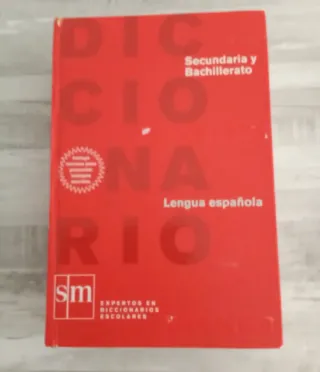 DIC
CIO
NA
RIO
Secundaria y
Bachillerato
Lengua española
sm
EXPERTOS EN
DICCIONARIOS
ESCOLARES